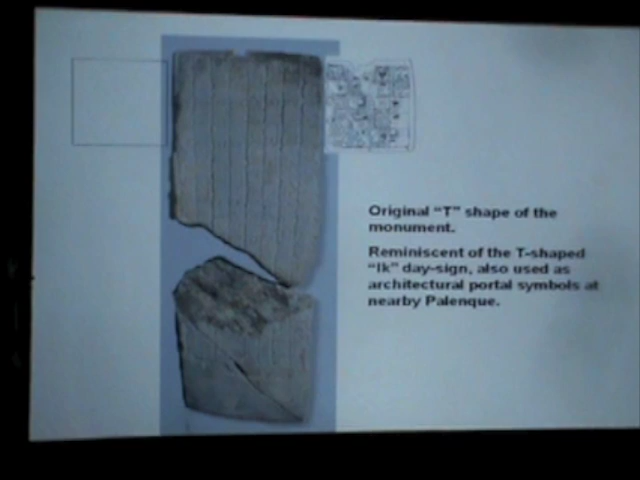 Original “T” shape of the
monument.
Reminiscent of the T-shaped
“Ik” day-sign, also used as
architectural portal symbols at
nearby Palenque.